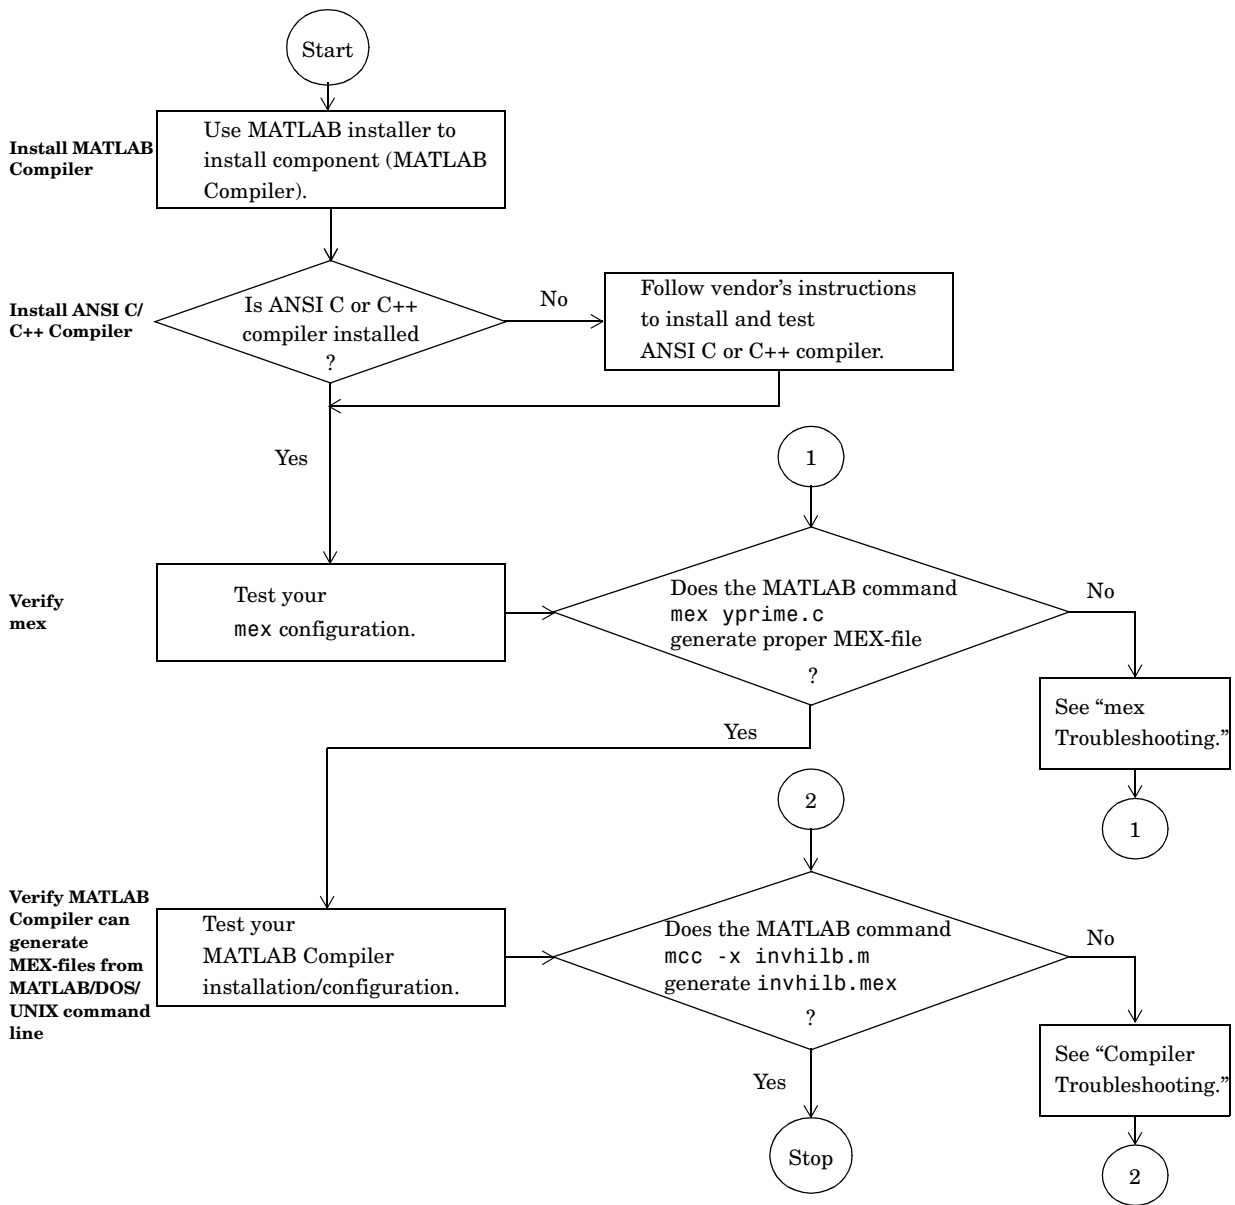 Start
Install MATLAB
Compiler
Use MATLAB installer to
install component (MATLAB
Compiler).
Install ANSI C/
C++ Compiler
Is ANSI C or C++
compiler installed
?
No
Follow vendor's instructions
to install and test
ANSI C or C++ compiler.
Yes
1
Verify
mex
Test your
mex configuration.
Does the MATLAB command
mex yprime.c
generate proper MEX-file
?
No
See “mex
Troubleshooting.”
1
Yes
2
Verify MATLAB
Compiler can
generate
MEX-files from
MATLAB/DOS/
UNIX command
line
Test your
MATLAB Compiler
installation/configuration.
Does the MATLAB command
mcc -x invhilb.m
generate invhilb.mex
?
No
See “Compiler
Troubleshooting.”
2
Yes
Stop